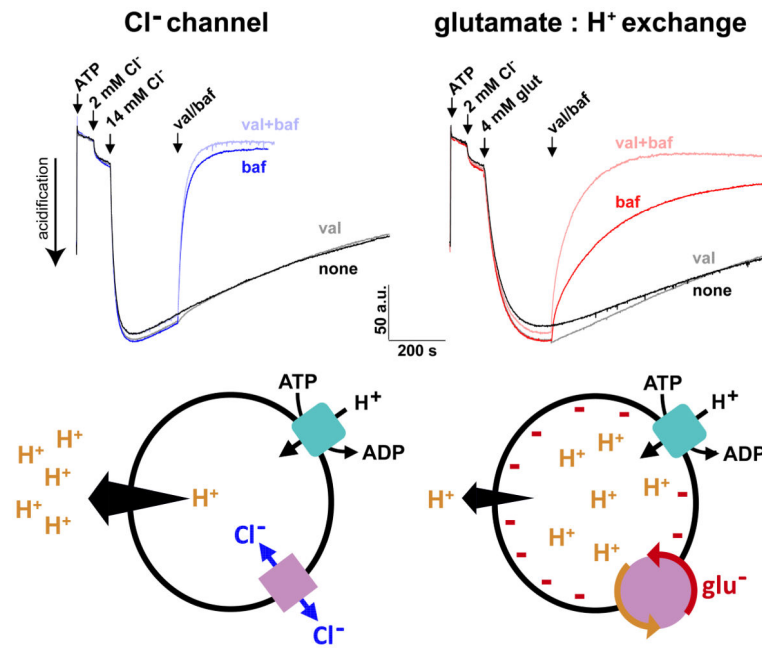 Cl⁻ channel
ATP
2 mM Cl⁻
14 mM Cl⁻
val/baf
val+baf
baf
val
none
acidification
glutamate : H⁺ exchange
ATP
2 mM Cl⁻
4 mM glut
val/baf
val+baf
baf
val
none
50 a.u.
200 s
ATP
H⁺
ADP
H⁺
H⁺
H⁺
H⁺
H⁺
H⁺
Cl⁻
Cl⁻
ATP
H⁺
ADP
H⁺
H⁺
H⁺
H⁺
H⁺
H⁺
H⁺
glu⁻